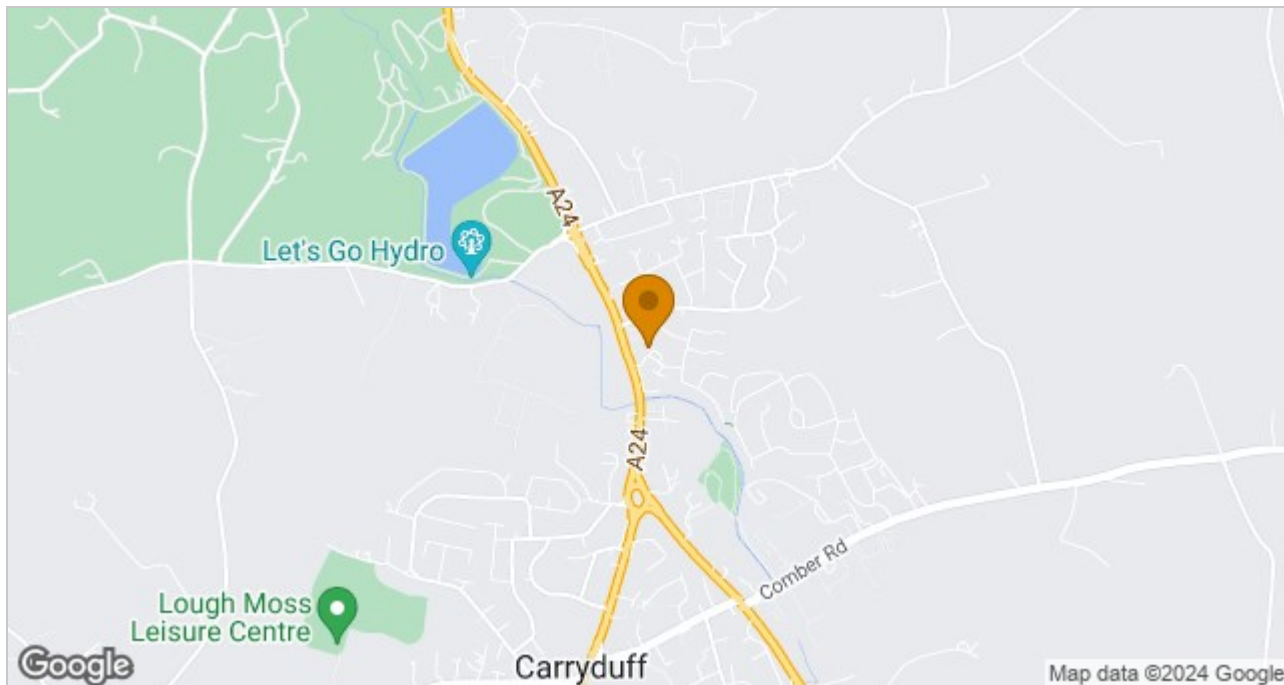 A24
Let's Go Hydro
A24
Comber Rd
Lough Moss
Leisure Centre
Carryduff
Google
Map data ©2024 Google